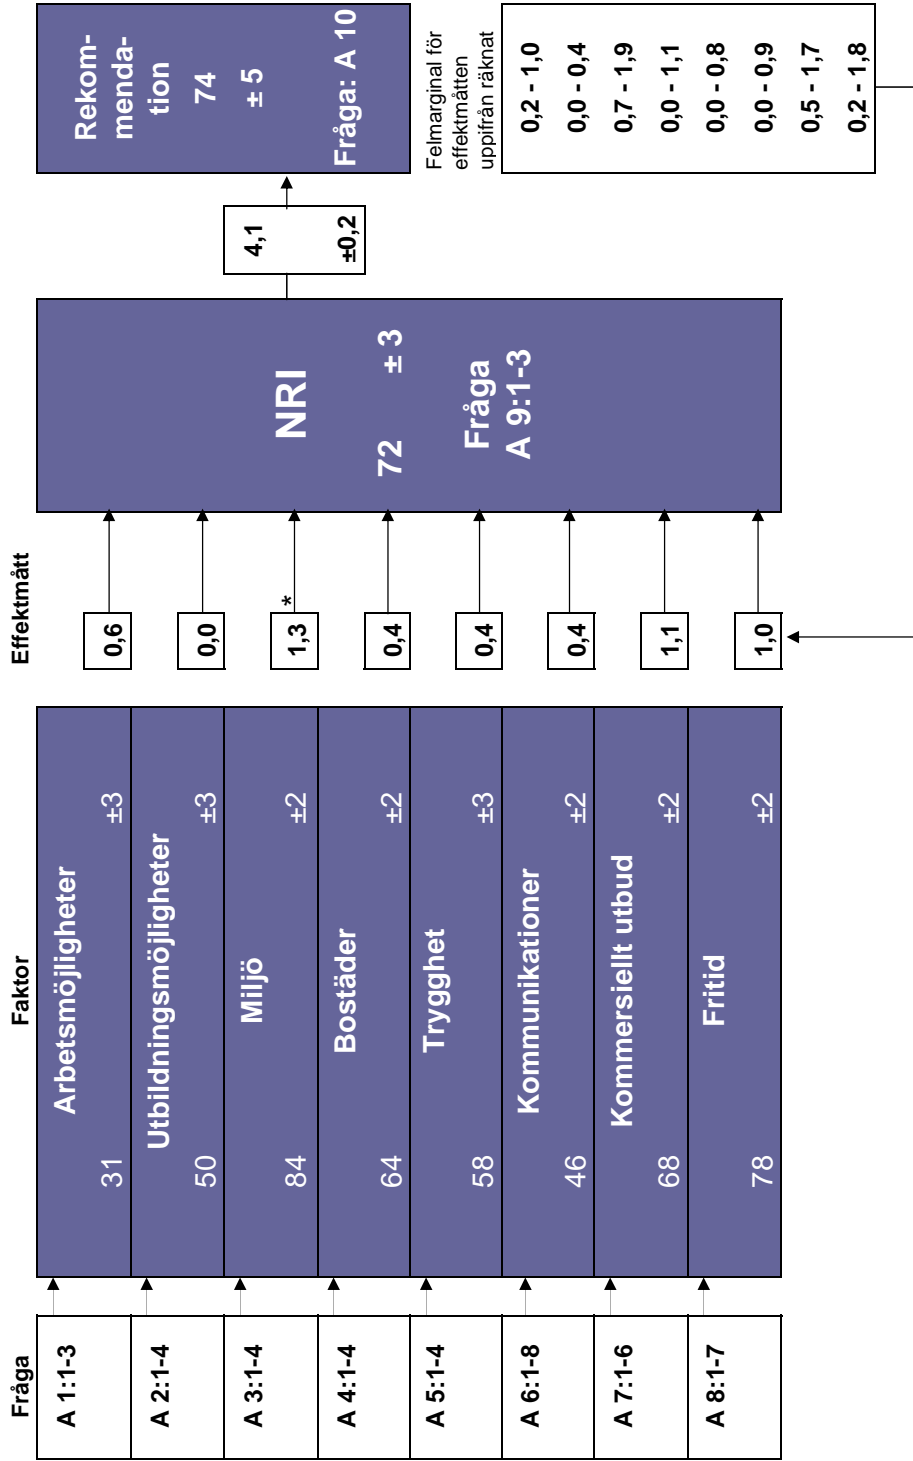 Fråga
Faktor
Effektmått
A 1:1-3
Arbetsmöjligheter
31
±3
0,6
A 2:1-4
Utbildningsmöjligheter
50
±3
0,0
A 3:1-4
Miljö
84
±2
1,3
*
A 4:1-4
Bostäder
64
±2
0,4
A 5:1-4
Trygghet
58
±3
0,4
A 6:1-8
Kommunikationer
46
±2
0,4
A 7:1-6
Kommersiellt utbud
68
±2
1,1
A 8:1-7
Fritid
78
±2
1,0
NRI
72 ± 3
Fråga
A 9:1-3
4,1
±0,2
Rekom-
menda-
tion
74
± 5
Fråga: A 10
Felmarginal för
effektmåtten
uppifrån räknat
0,2 - 1,0
0,0 - 0,4
0,7 - 1,9
0,0 - 1,1
0,0 - 0,8
0,0 - 0,9
0,5 - 1,7
0,2 - 1,8